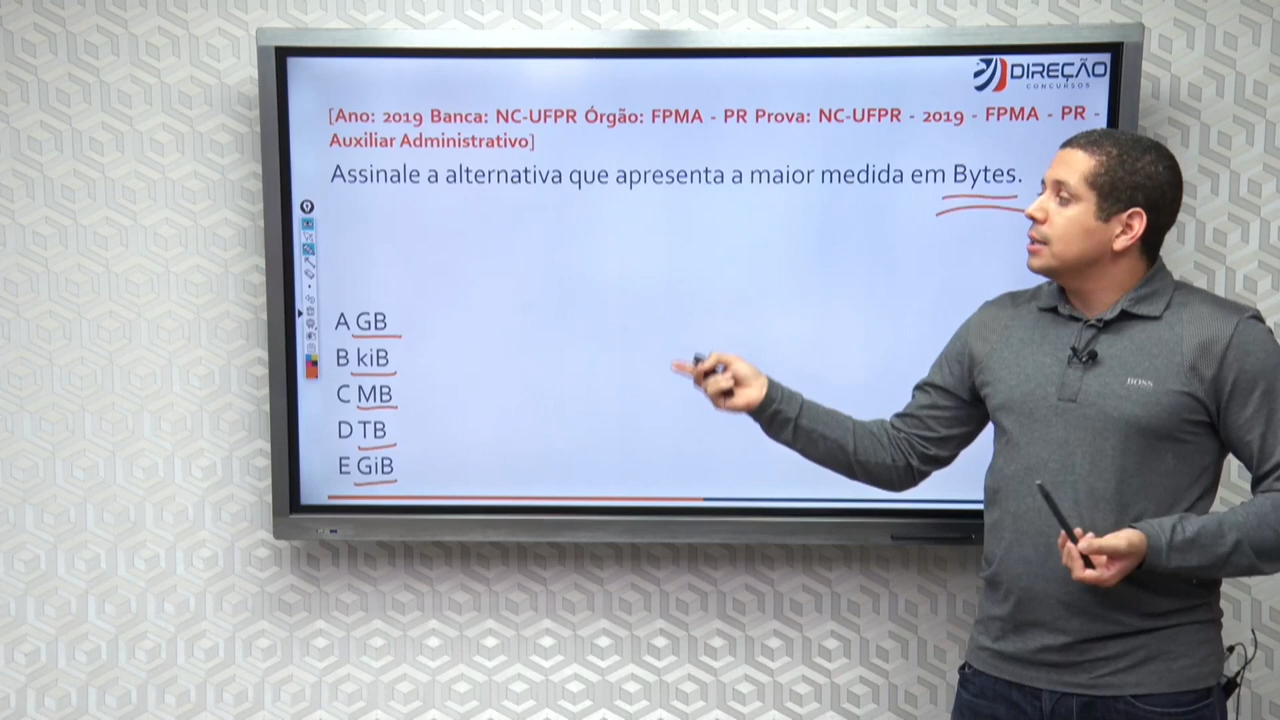 DIREÇÃO
CONCURSOS
[Ano: 2019 Banca: NC-UFPR Órgão: FPMA - PR Prova: NC-UFPR - 2019 - FPMA - PR -
Auxiliar Administrativo]
Assinale a alternativa que apresenta a maior medida em Bytes.
A GB
B kiB
C MB
D TB
E GiB
BOSS